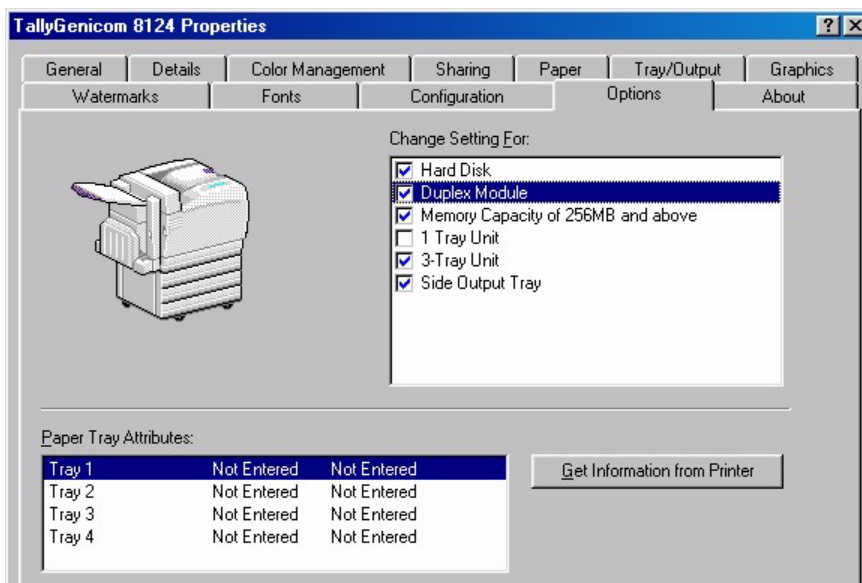 TallyGenicom 8124 Properties
General Details Color Management Sharing Paper Tray/Output Graphics
Watermarks Fonts Configuration Options About
Change Setting For:
Hard Disk
Duplex Module
Memory Capacity of 256MB and above
1 Tray Unit
3-Tray Unit
Side Output Tray
Paper Tray Attributes:
Tray 1 Not Entered Not Entered
Tray 2 Not Entered Not Entered
Tray 3 Not Entered Not Entered
Tray 4 Not Entered Not Entered
Get Information from Printer